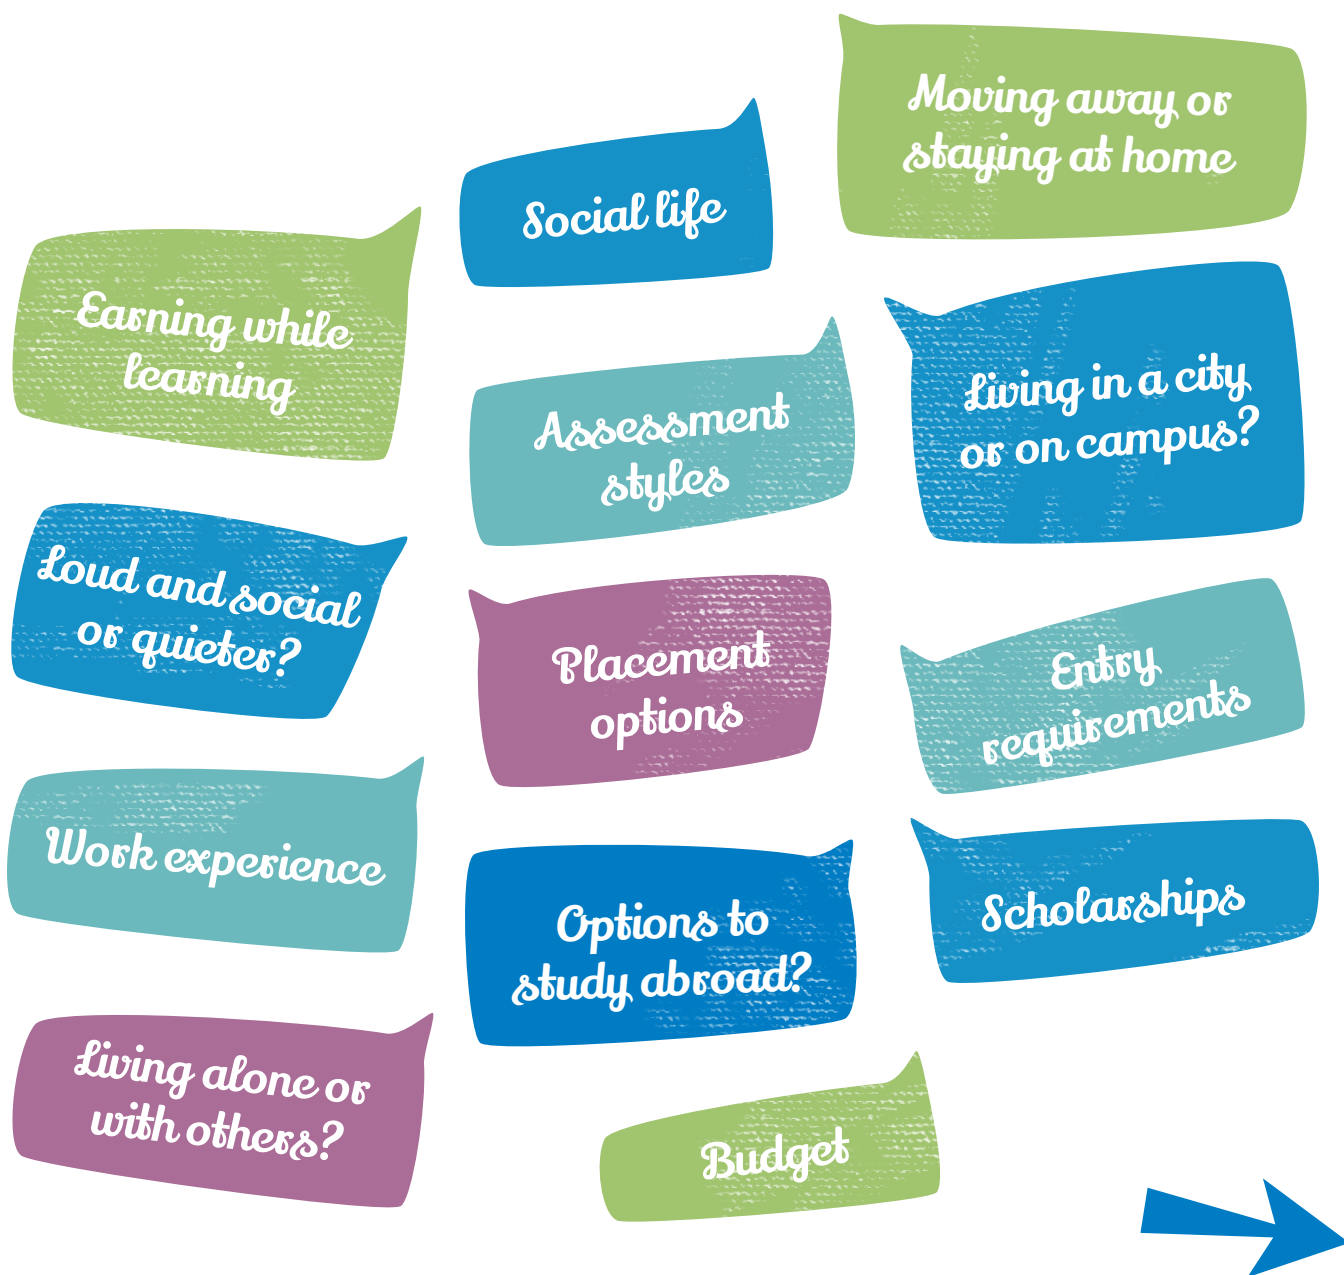 Moving away or
staying at home
Social life
Earning while
learning
Assessment
styles
Living in a city
or on campus?
Loud and social
or quieter?
Placement
options
Entry
requirements
Work experience
Options to
study abroad?
Scholarships
Living alone or
with others?
Budget